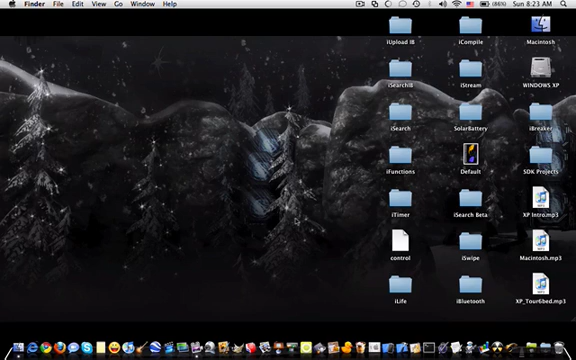 Finder File Edit View Go Window Help (86%) Sun 8:23 AM
iUpload IB iCompile Macintosh
iSearchIB iStream WINDOWS XP
iSearch SolarBattery iBreaker
iFunctions Default SDK Projects
iTimer iSearch Beta XP Intro.mp3
control iSwipe Macintosh.mp3
iLife iBluetooth XP_Tour6bed.mp3